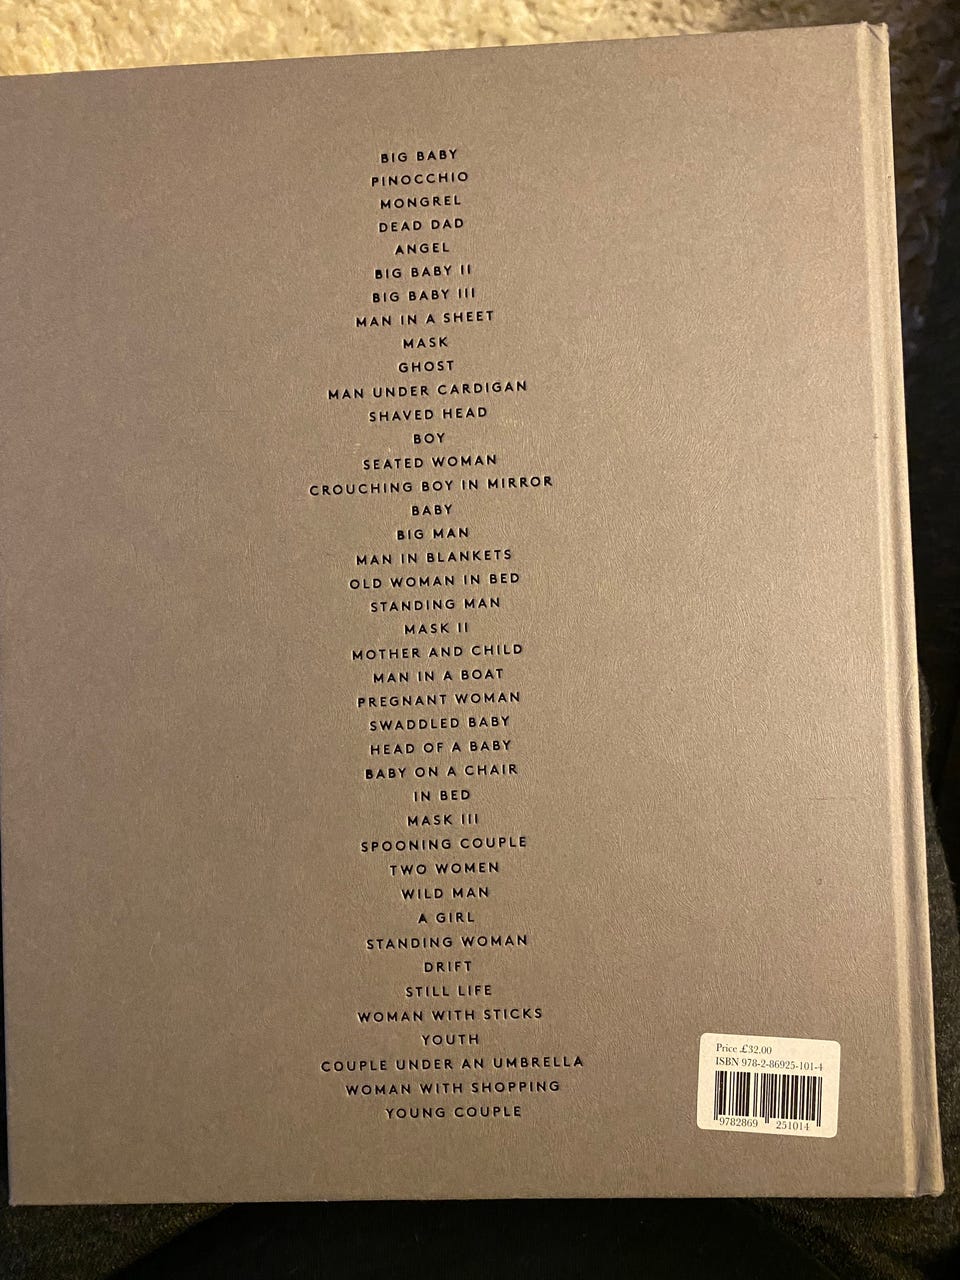 BIG BABY
PINOCCHIO
MONGREL
DEAD DAD
ANGEL
BIG BABY II
BIG BABY III
MAN IN A SHEET
MASK
GHOST
MAN UNDER CARDIGAN
SHAVED HEAD
BOY
SEATED WOMAN
CROUCHING BOY IN MIRROR
BABY
BIG MAN
MAN IN BLANKETS
OLD WOMAN IN BED
STANDING MAN
MASK II
MOTHER AND CHILD
MAN IN A BOAT
PREGNANT WOMAN
SWADDLED BABY
HEAD OF A BABY
BABY ON A CHAIR
IN BED
MASK III
SPOONING COUPLE
TWO WOMEN
WILD MAN
A GIRL
STANDING WOMAN
DRIFT
STILL LIFE
WOMAN WITH STICKS
YOUTH
COUPLE UNDER AN UMBRELLA
WOMAN WITH SHOPPING
YOUNG COUPLE
Price £32.00
ISBN 978-2-86925-101-4
9782869 251014